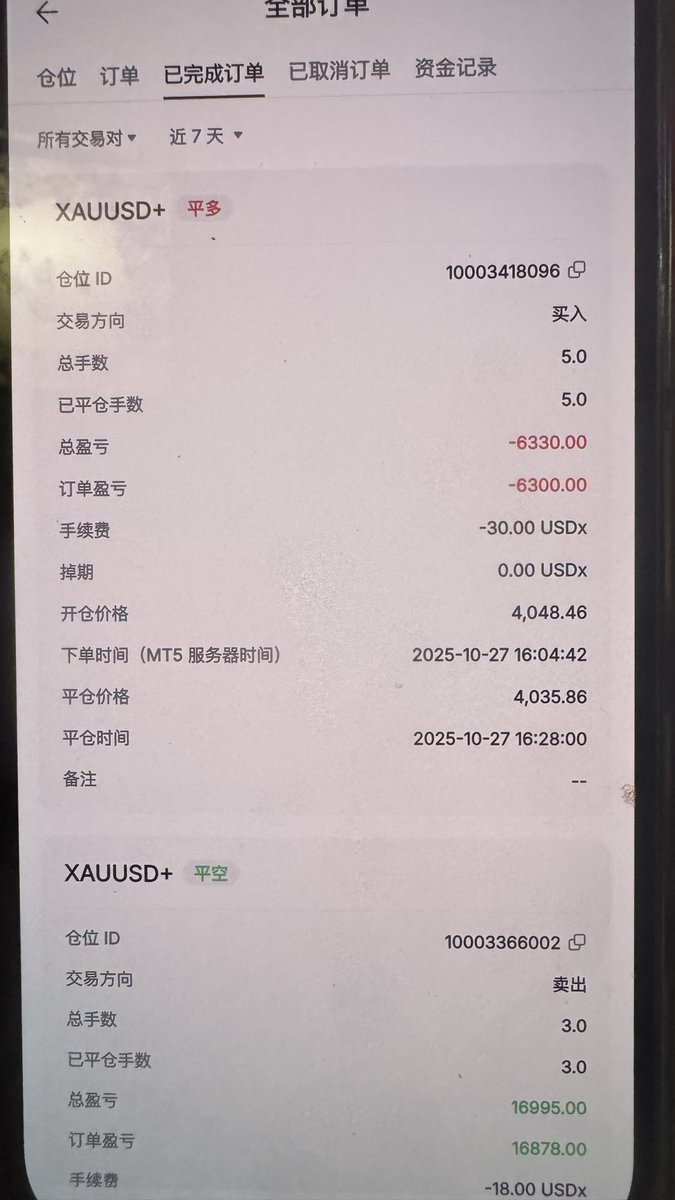 全部订单
仓位 订单 已完成订单 已取消订单 资金记录
所有交易对 近 7 天
XAUUSD+ 平多
仓位 ID 10003418096
交易方向 买入
总手数 5.0
已平仓手数 5.0
总盈亏 -6330.00
订单盈亏 -6300.00
手续费 -30.00 USDx
掉期 0.00 USDx
开仓价格 4,048.46
下单时间（MT5 服务器时间） 2025-10-27 16:04:42
平仓价格 4,035.86
平仓时间 2025-10-27 16:28:00
备注 --
XAUUSD+ 平空
仓位 ID 10003366002
交易方向 卖出
总手数 3.0
已平仓手数 3.0
总盈亏 16995.00
订单盈亏 16878.00
手续费 -18.00 USDx